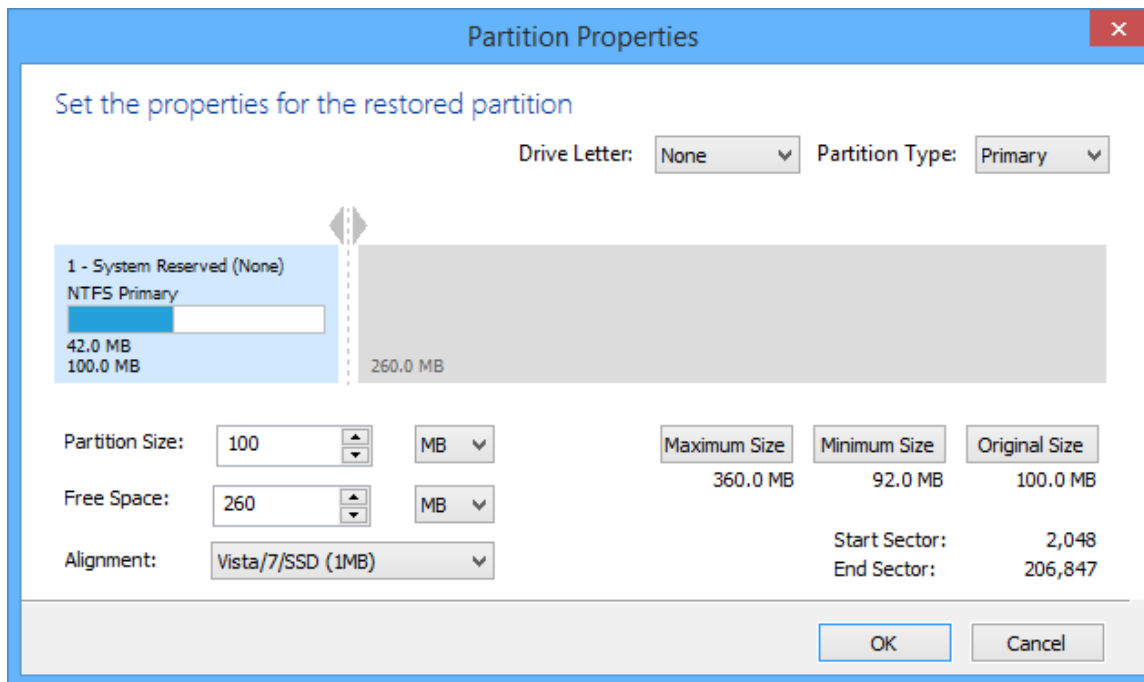 Partition Properties
Set the properties for the restored partition
Drive Letter: None Partition Type: Primary
1 - System Reserved (None)
NTFS Primary
42.0 MB
100.0 MB
260.0 MB
Partition Size: 100 MB Maximum Size Minimum Size Original Size
360.0 MB 92.0 MB 100.0 MB
Free Space: 260 MB
Start Sector: 2,048
Alignment: Vista/7/SSD (1MB)
End Sector: 206,847
OK Cancel